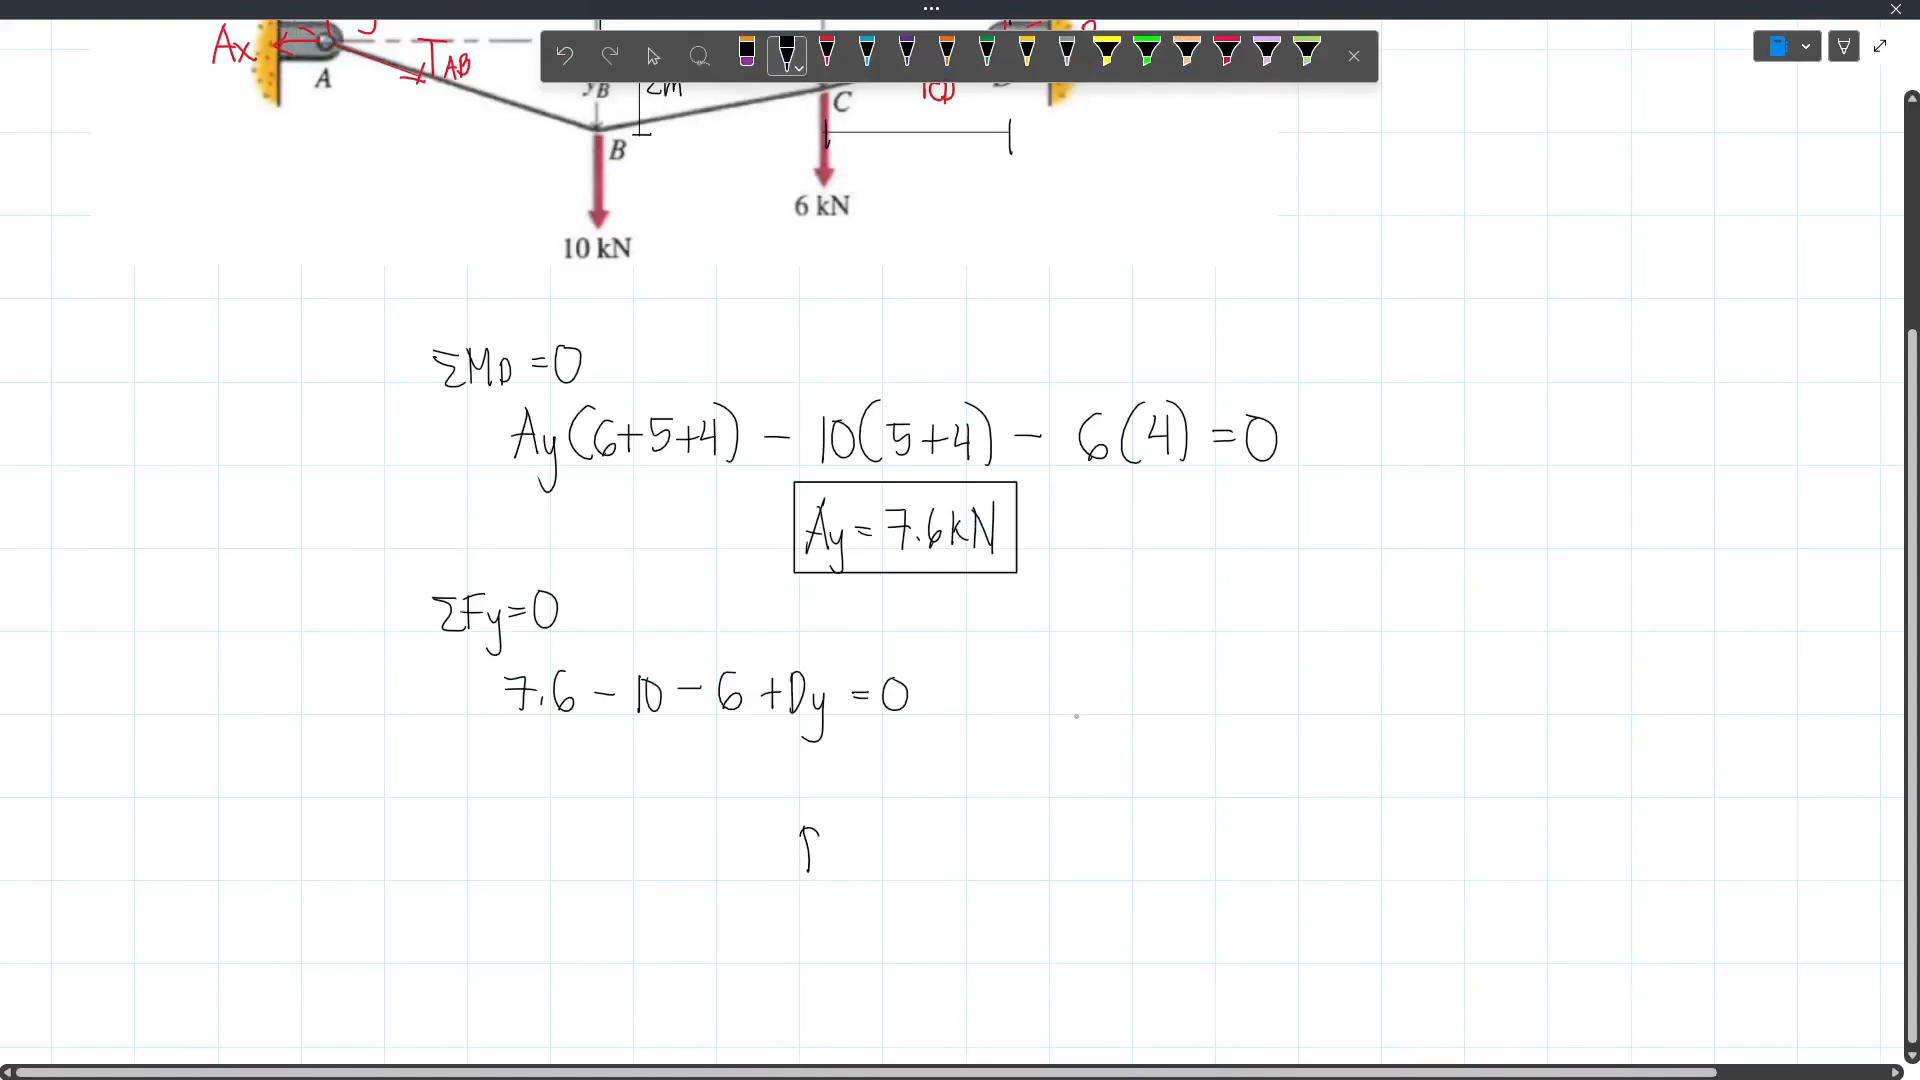 Ax
A
TAB
yB
2m
B
C
10 kN
6 kN
ΣMD = 0
Ay(6+5+4) - 10(5+4) - 6(4) = 0
Ay = 7.6kN
ΣFy = 0
7.6 - 10 - 6 + Dy = 0